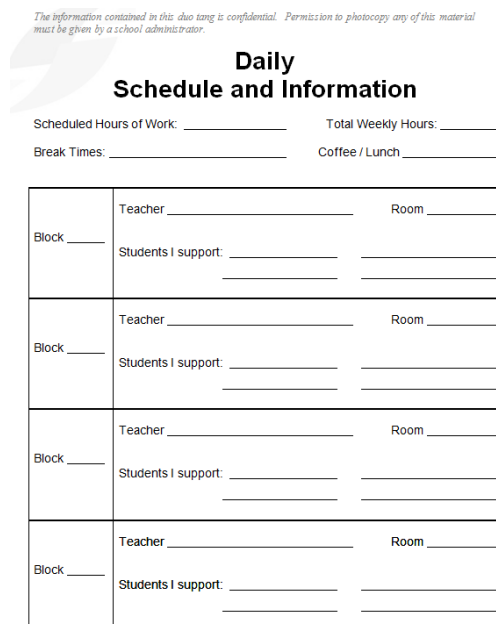 The information contained in this duo tang is confidential. Permission to photocopy any of this material
must be given by a school administrator.
Daily
Schedule and Information
Scheduled Hours of Work: Total Weekly Hours:
Break Times: Coffee / Lunch
Teacher Room
Block
Students I support:
Teacher Room
Block
Students I support:
Teacher Room
Block
Students I support:
Teacher Room
Block
Students I support: